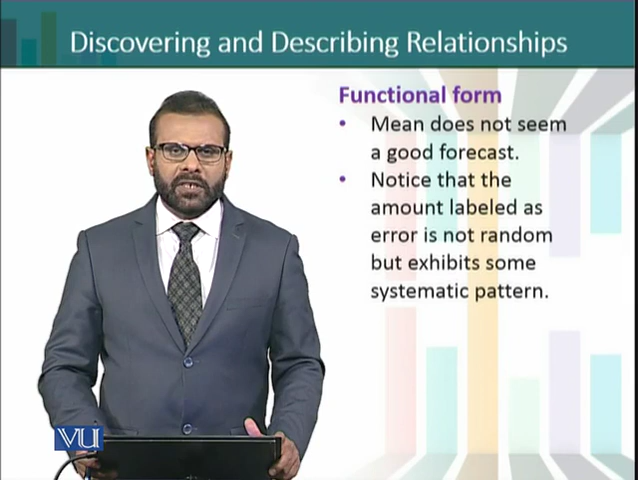 Discovering and Describing Relationships
Functional form
• Mean does not seem
a good forecast.
• Notice that the
amount labeled as
error is not random
but exhibits some
systematic pattern.
VU